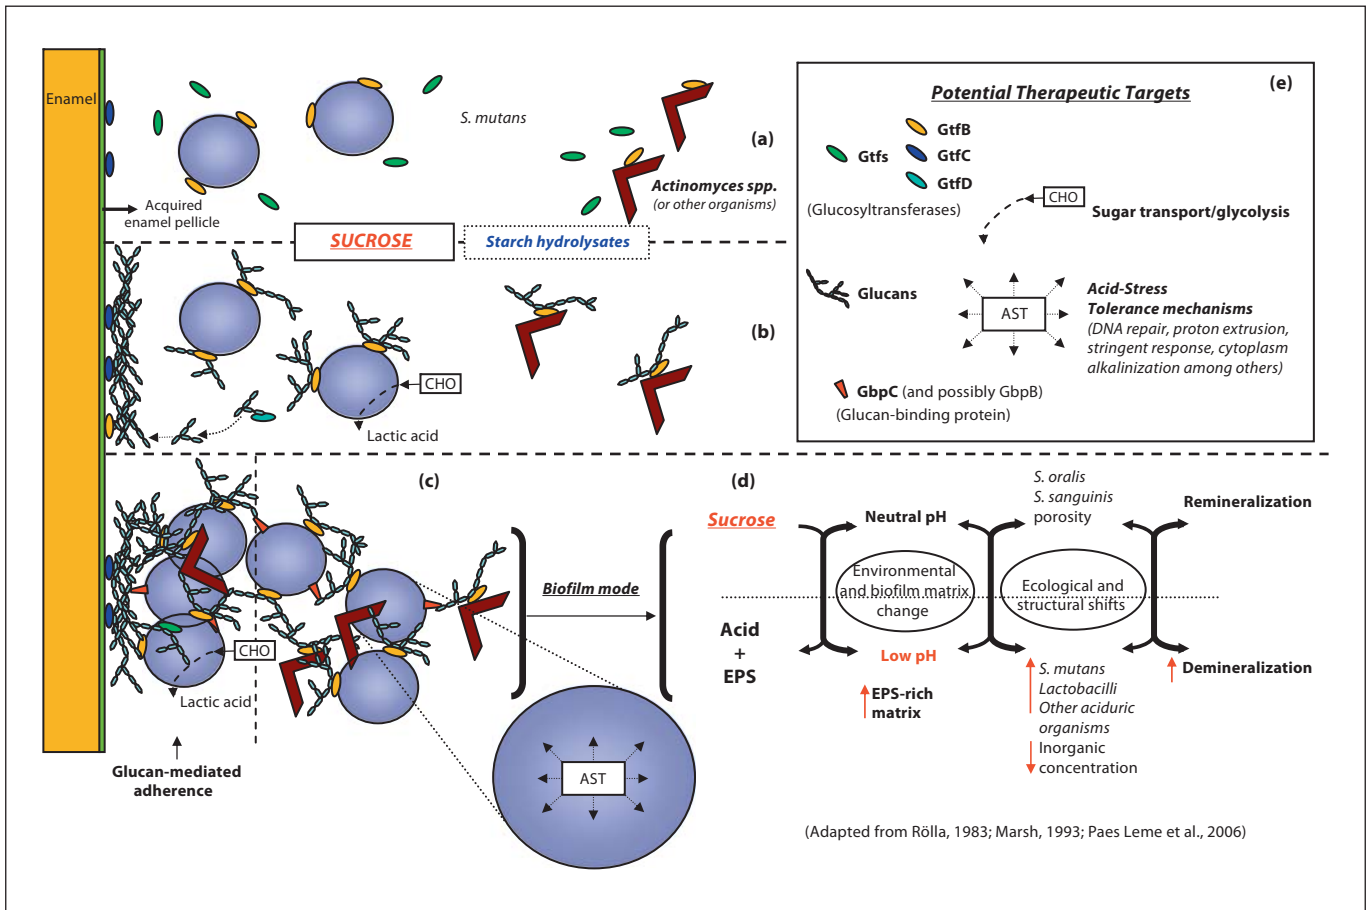 Enamel
S. mutans
(a)
Actinomyces spp.
(or other organisms)
Acquired
enamel pellicle
SUCROSE
Starch hydrolysates
(b)
CHO
Lactic acid
(c)
CHO
Lactic acid
Glucan-mediated
adherence
Biofilm mode
AST
(d)
Sucrose
Acid
+
EPS
Neutral pH
Environmental
and biofilm matrix
change
Low pH
EPS-rich
matrix
S. oralis
S. sanguinis
porosity
Ecological and
structural shifts
S. mutans
Lactobacilli
Other aciduric
organisms
Inorganic
concentration
Remineralization
Demineralization
(e)
Potential Therapeutic Targets
Gtfs
GtfB
GtfC
GtfD
(Glucosyltransferases)
CHO
Sugar transport/glycolysis
Glucans
AST
Acid-Stress
Tolerance mechanisms
(DNA repair, proton extrusion,
stringent response, cytoplasm
alkalinization among others)
GbpC (and possibly GbpB)
(Glucan-binding protein)
(Adapted from Rölla, 1983; Marsh, 1993; Paes Leme et al., 2006)